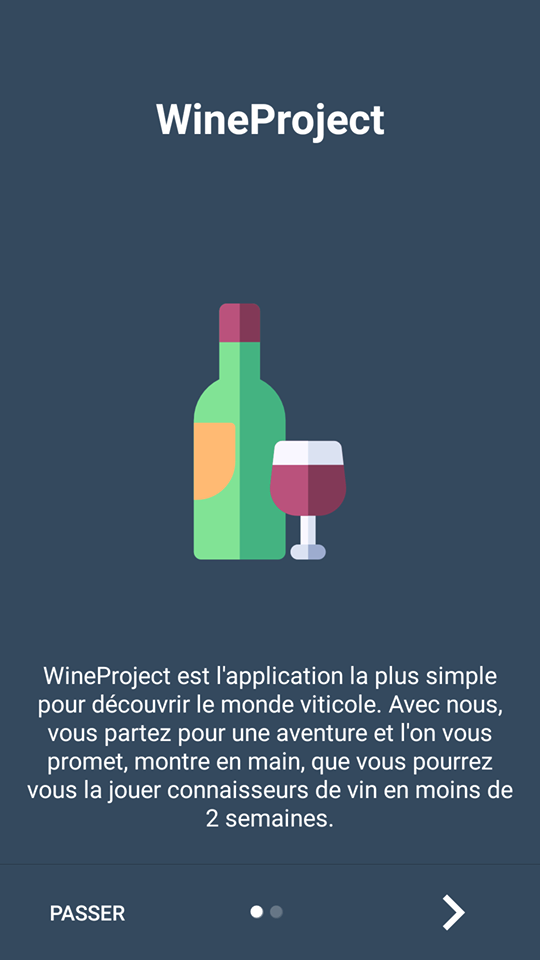 WineProject
WineProject est l'application la plus simple
pour découvrir le monde viticole. Avec nous,
vous partez pour une aventure et l'on vous
promet, montre en main, que vous pourrez
vous la jouer connaisseurs de vin en moins de
2 semaines.
PASSER